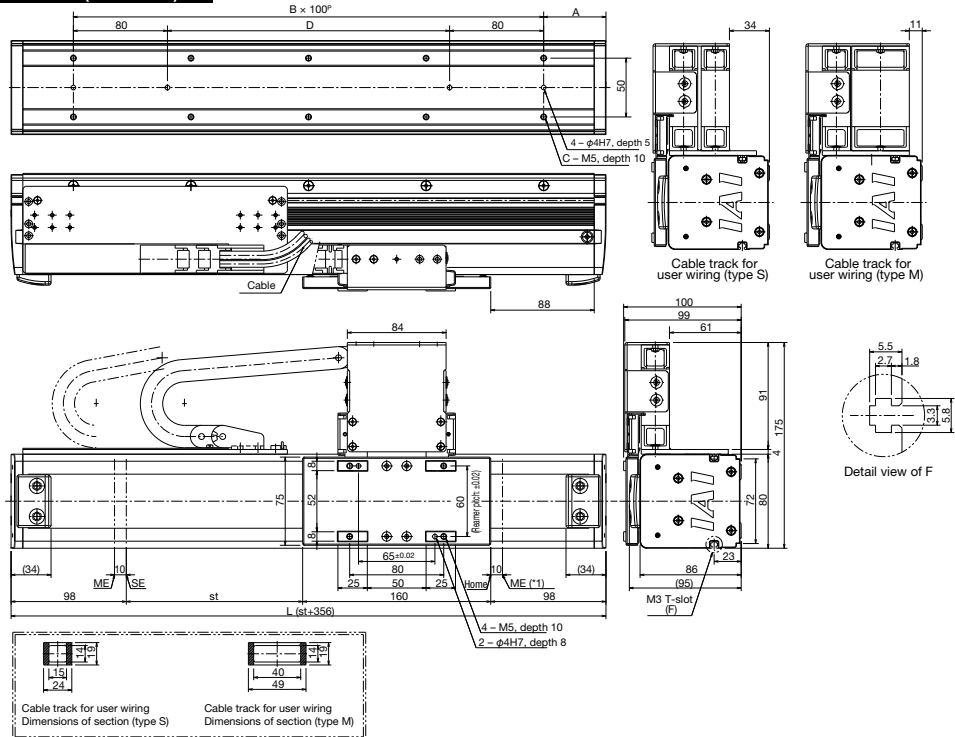 B × 100P
A
80
D
80
50
4 – φ4H7, depth 5
C – M5, depth 10
34
11
IAI
IAI
Cable track for
user wiring (type S)
Cable track for
user wiring (type M)
Cable
88
100
99
61
84
91
175
4
5.5
2.7
1.8
3.3
5.8
Detail view of F
75
8
52
8
60
(Reamer pitch: ±0.02)
IAI
72
80
65±0.02
80
25
50
25
(34)
ME
10
SE
Home
10
ME (*1)
(34)
98
st
160
98
L (st+356)
23
86
(95)
M3 T-slot
(F)
4 – M5, depth 10
2 – φ4H7, depth 8
14
19
15
24
14
19
40
49
Cable track for user wiring
Dimensions of section (type S)
Cable track for user wiring
Dimensions of section (type M)